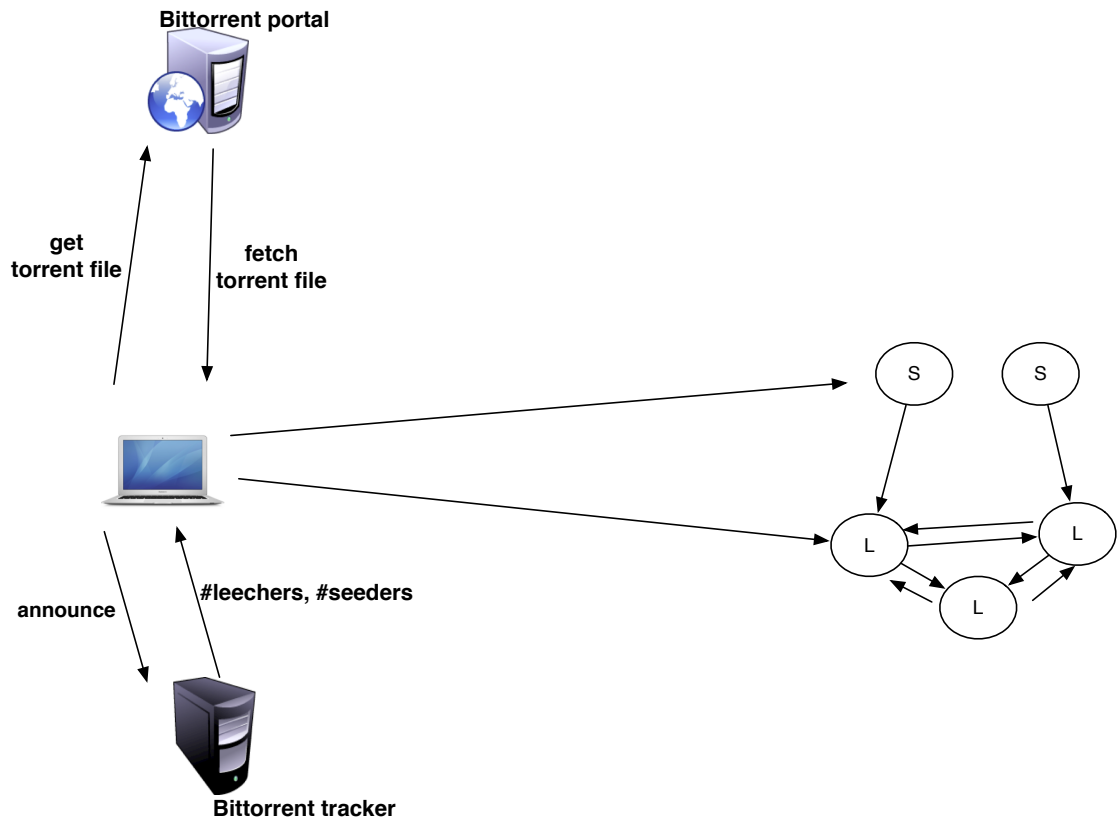 Bittorrent portal
get
torrent file
fetch
torrent file
S
S
L
L
L
#leechers, #seeders
announce
Bittorrent tracker